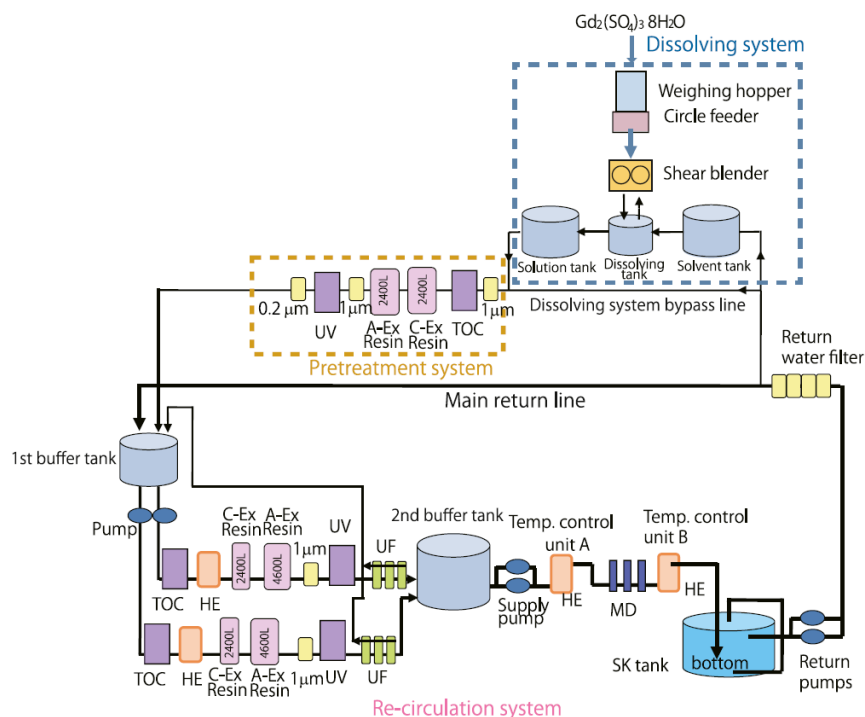 Gd2(SO4)3 8H2O
Dissolving system
Weighing hopper
Circle feeder
Shear blender
Solution tank
Dissolving
tank
Solvent tank
0.2 μm
UV
1μm
2400L
A-Ex
Resin
2400L
C-Ex
Resin
TOC
1μm
Dissolving system bypass line
Pretreatment system
Return
water filter
Main return line
1st buffer tank
Pump
C-Ex
Resin
A-Ex
Resin
1μm
UV
UF
2nd buffer tank
Temp. control
unit A
Temp. control
unit B
2400L
4600L
TOC
HE
Supply
pump
HE
MD
HE
2400L
4600L
TOC
HE
C-Ex
Resin
A-Ex
Resin
1μm
UV
UF
SK tank
bottom
Return
pumps
Re-circulation system